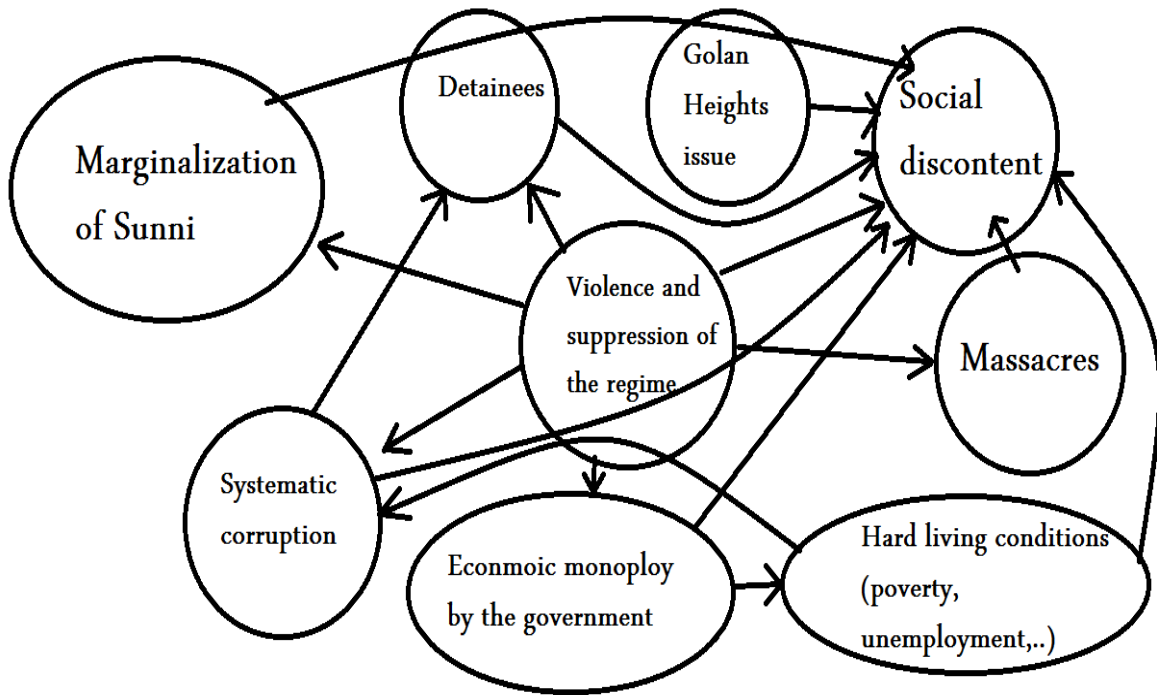 Detainees
Golan
Heights
issue
Social
discontent
Marginalization
of Sunni
Violence and
suppression of
the regime
Massacres
Systematic
corruption
Econmoic monoploy
by the government
Hard living conditions
(poverty,
unemployment,..)